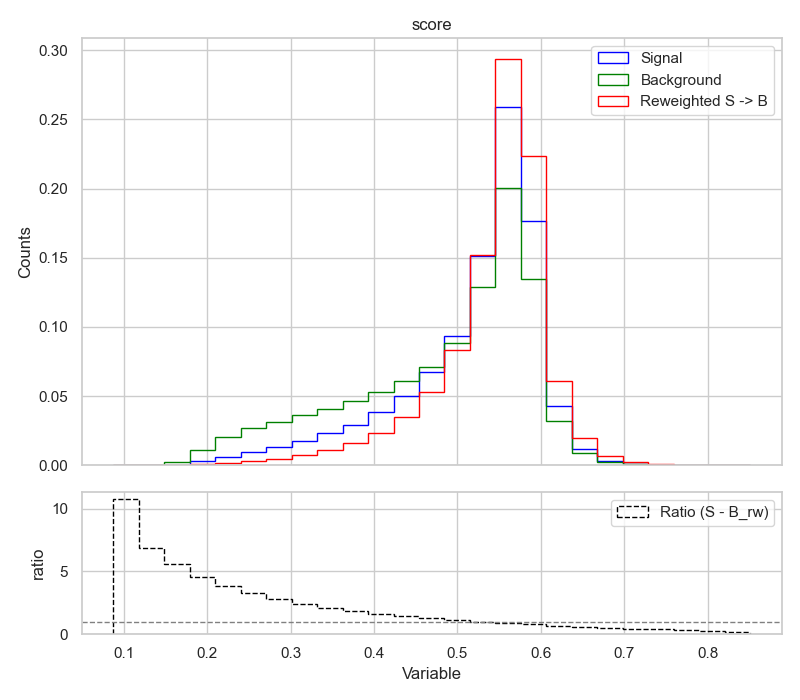 score
0.30
0.25
0.20
0.15
0.10
0.05
0.00
Counts
Signal
Background
Reweighted S -> B
10
5
0
ratio
Ratio (S - B_rw)
0.1 0.2 0.3 0.4 0.5 0.6 0.7 0.8
Variable